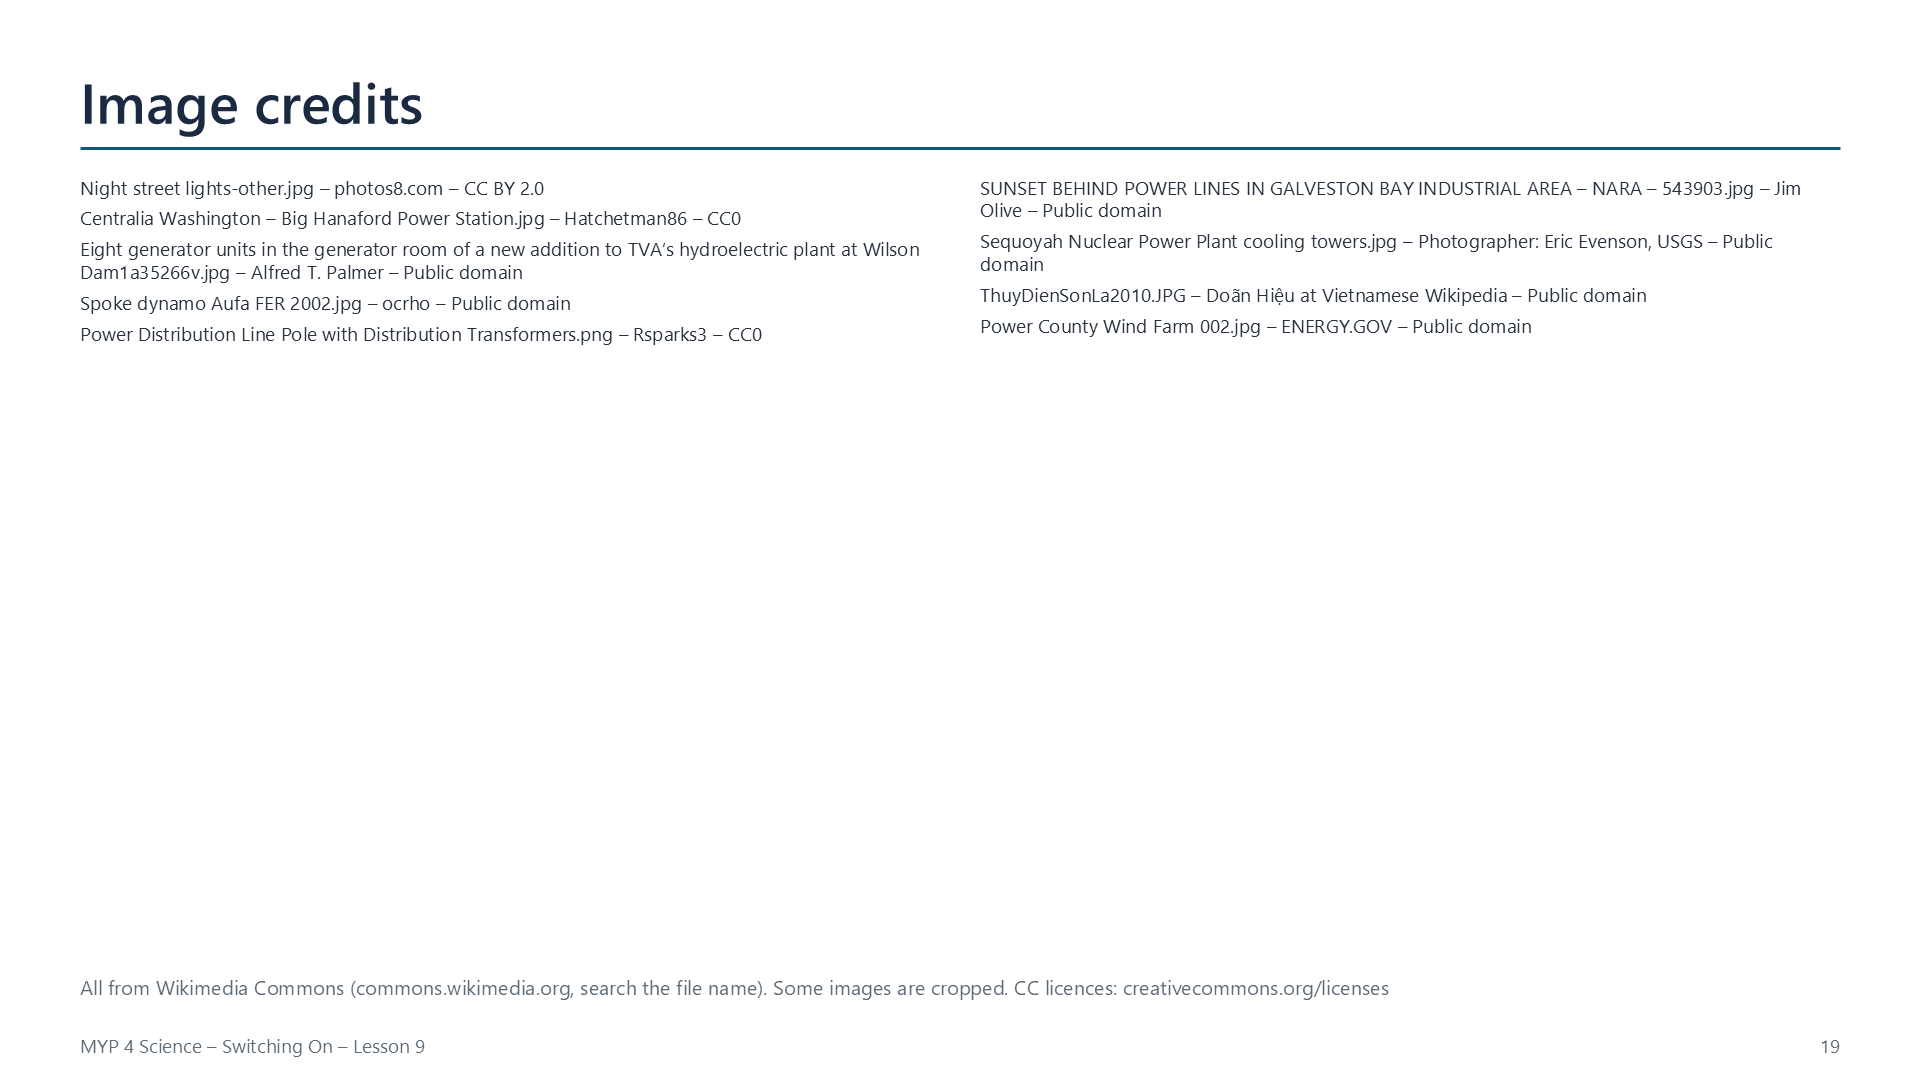 Image credits
Night street lights-other.jpg – photos8.com – CC BY 2.0
Centralia Washington – Big Hanaford Power Station.jpg – Hatchetman86 – CC0
Eight generator units in the generator room of a new addition to TVA's hydroelectric plant at Wilson
Dam1a35266v.jpg – Alfred T. Palmer – Public domain
Spoke dynamo Aufa FER 2002.jpg – ocrho – Public domain
Power Distribution Line Pole with Distribution Transformers.png – Rsparks3 – CC0
SUNSET BEHIND POWER LINES IN GALVESTON BAY INDUSTRIAL AREA – NARA – 543903.jpg – Jim
Olive – Public domain
Sequoyah Nuclear Power Plant cooling towers.jpg – Photographer: Eric Evenson, USGS – Public
domain
ThuyDienSonLa2010.JPG – Doãn Hiệu at Vietnamese Wikipedia – Public domain
Power County Wind Farm 002.jpg – ENERGY.GOV – Public domain
All from Wikimedia Commons (commons.wikimedia.org, search the file name). Some images are cropped. CC licences: creativecommons.org/licenses
MYP 4 Science – Switching On – Lesson 9
19